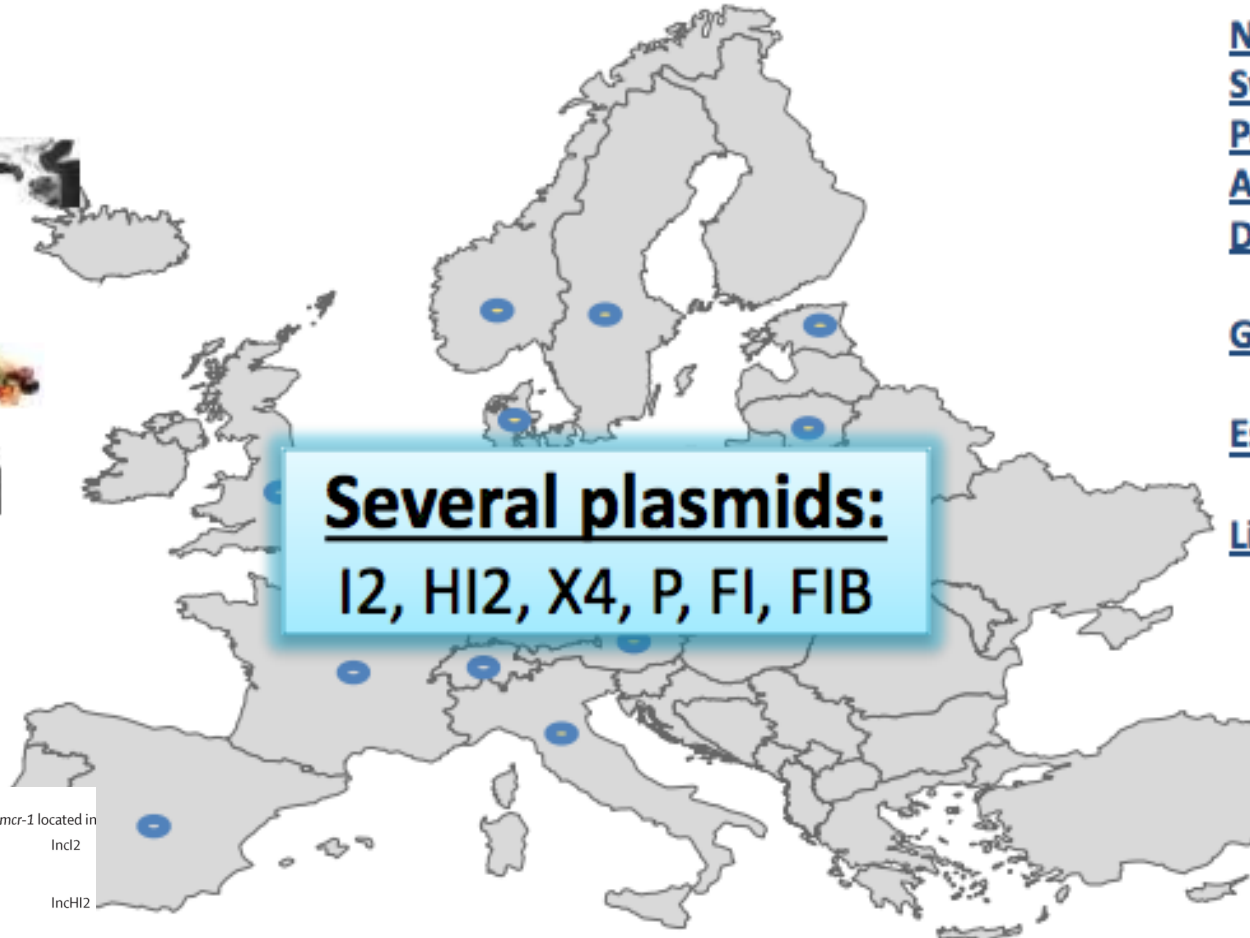 Several plasmids:
I2, HI2, X4, P, FI, FIB
mcr-1 located in
IncI2
IncHI2